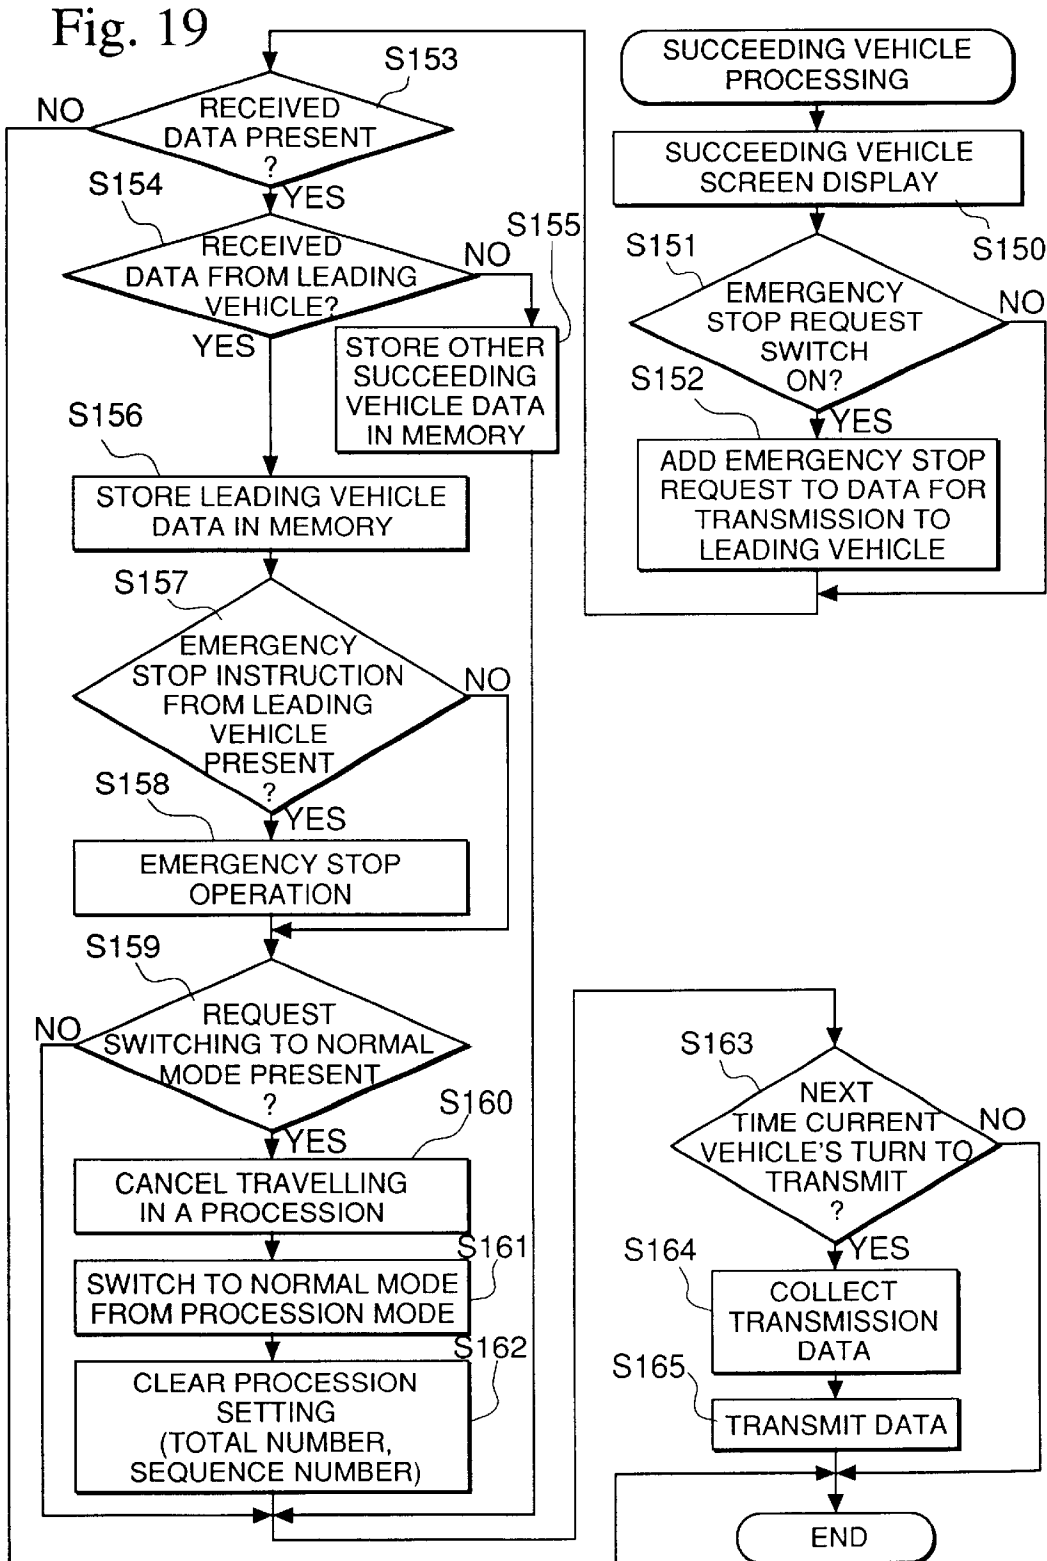 Fig. 19
SUCCEEDING VEHICLE
PROCESSING
SUCCEEDING VEHICLE
SCREEN DISPLAY
S150
S151
EMERGENCY
STOP REQUEST
SWITCH
ON?
NO
YES
S152
ADD EMERGENCY STOP
REQUEST TO DATA FOR
TRANSMISSION TO
LEADING VEHICLE
S153
RECEIVED
DATA PRESENT
?
NO
YES
S154
RECEIVED
DATA FROM LEADING
VEHICLE?
NO
YES
S155
STORE OTHER
SUCCEEDING
VEHICLE DATA
IN MEMORY
S156
STORE LEADING VEHICLE
DATA IN MEMORY
S157
EMERGENCY
STOP INSTRUCTION
FROM LEADING
VEHICLE
PRESENT
?
NO
YES
S158
EMERGENCY STOP
OPERATION
S159
REQUEST
SWITCHING TO NORMAL
MODE PRESENT
?
NO
YES
S160
CANCEL TRAVELLING
IN A PROCESSION
S161
SWITCH TO NORMAL MODE
FROM PROCESSION MODE
S162
CLEAR PROCESSION
SETTING
(TOTAL NUMBER,
SEQUENCE NUMBER)
S163
NEXT
TIME CURRENT
VEHICLE'S TURN TO
TRANSMIT
?
NO
YES
S164
COLLECT
TRANSMISSION
DATA
S165
TRANSMIT DATA
END